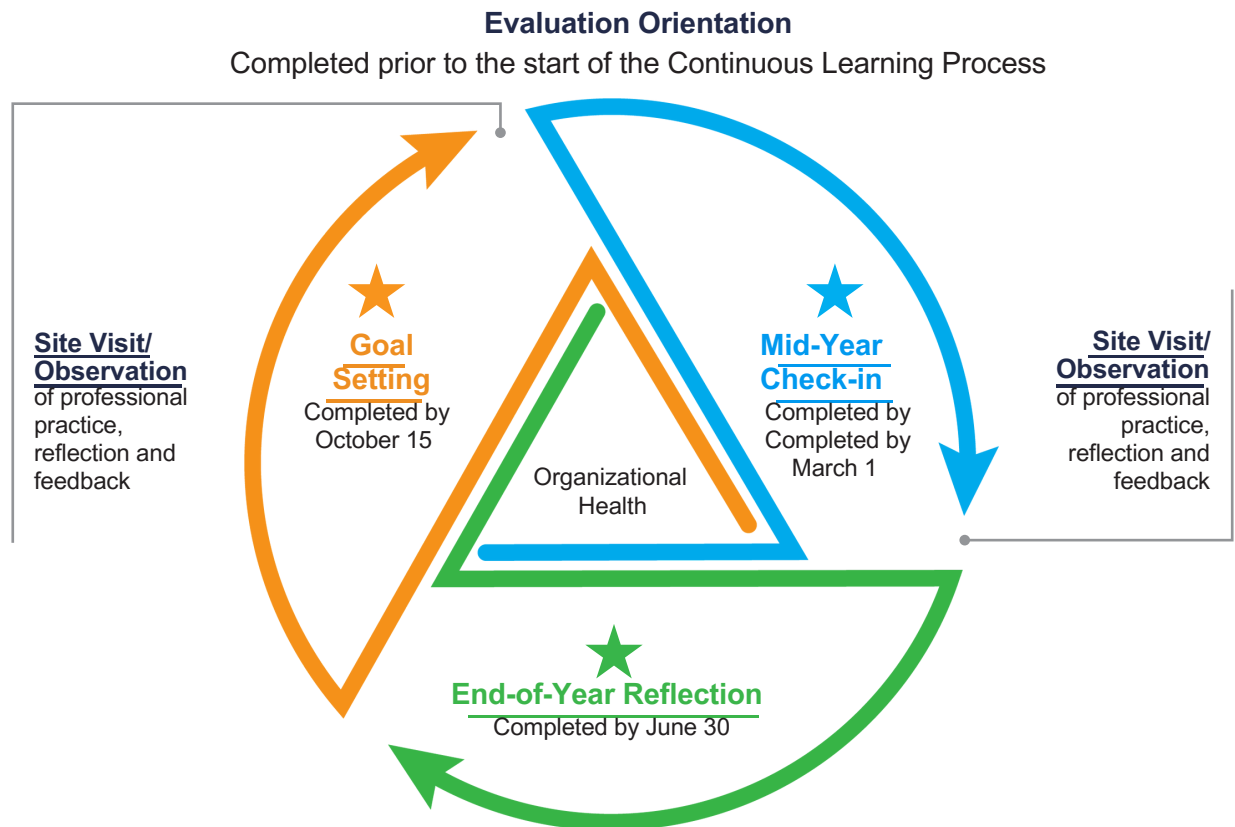 Evaluation Orientation
Completed prior to the start of the Continuous Learning Process
Site Visit/
Observation
of professional
practice,
reflection and
feedback
Goal
Setting
Completed by
October 15
Organizational
Health
Mid-Year
Check-in
Completed by
Completed by
March 1
Site Visit/
Observation
of professional
practice,
reflection and
feedback
End-of-Year Reflection
Completed by June 30